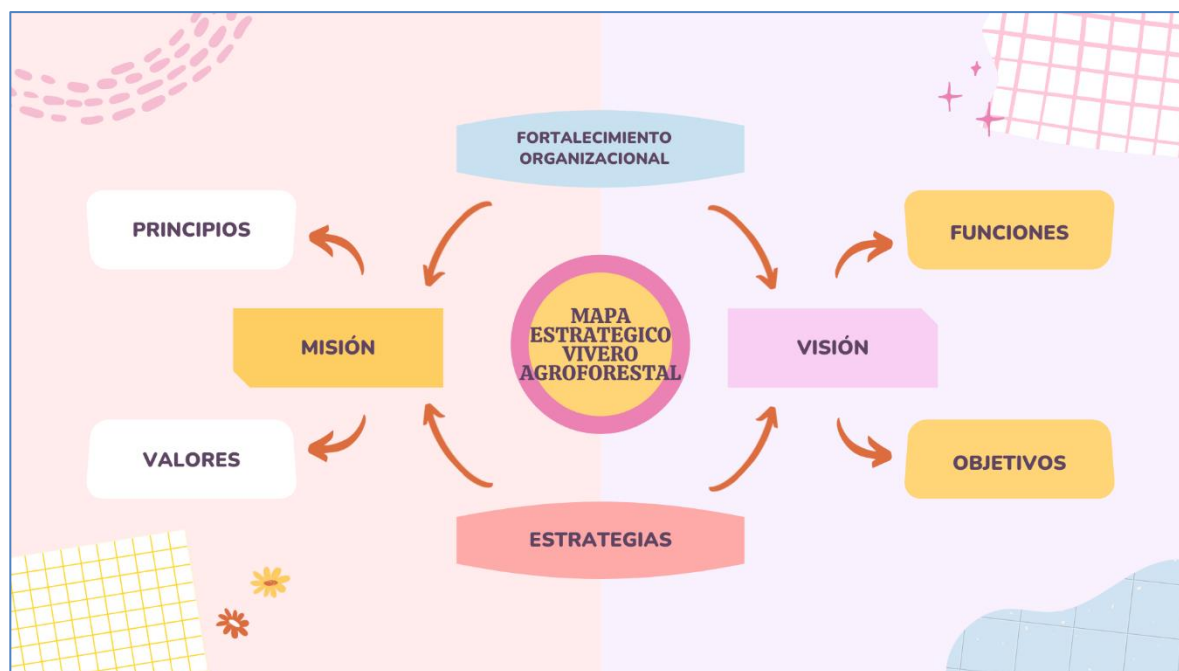 FORTALECIMIENTO
ORGANIZACIONAL
PRINCIPIOS
FUNCIONES
MISIÓN
MAPA
ESTRATEGICO
VIVERO
AGROFORESTAL
VISIÓN
VALORES
OBJETIVOS
ESTRATEGIAS